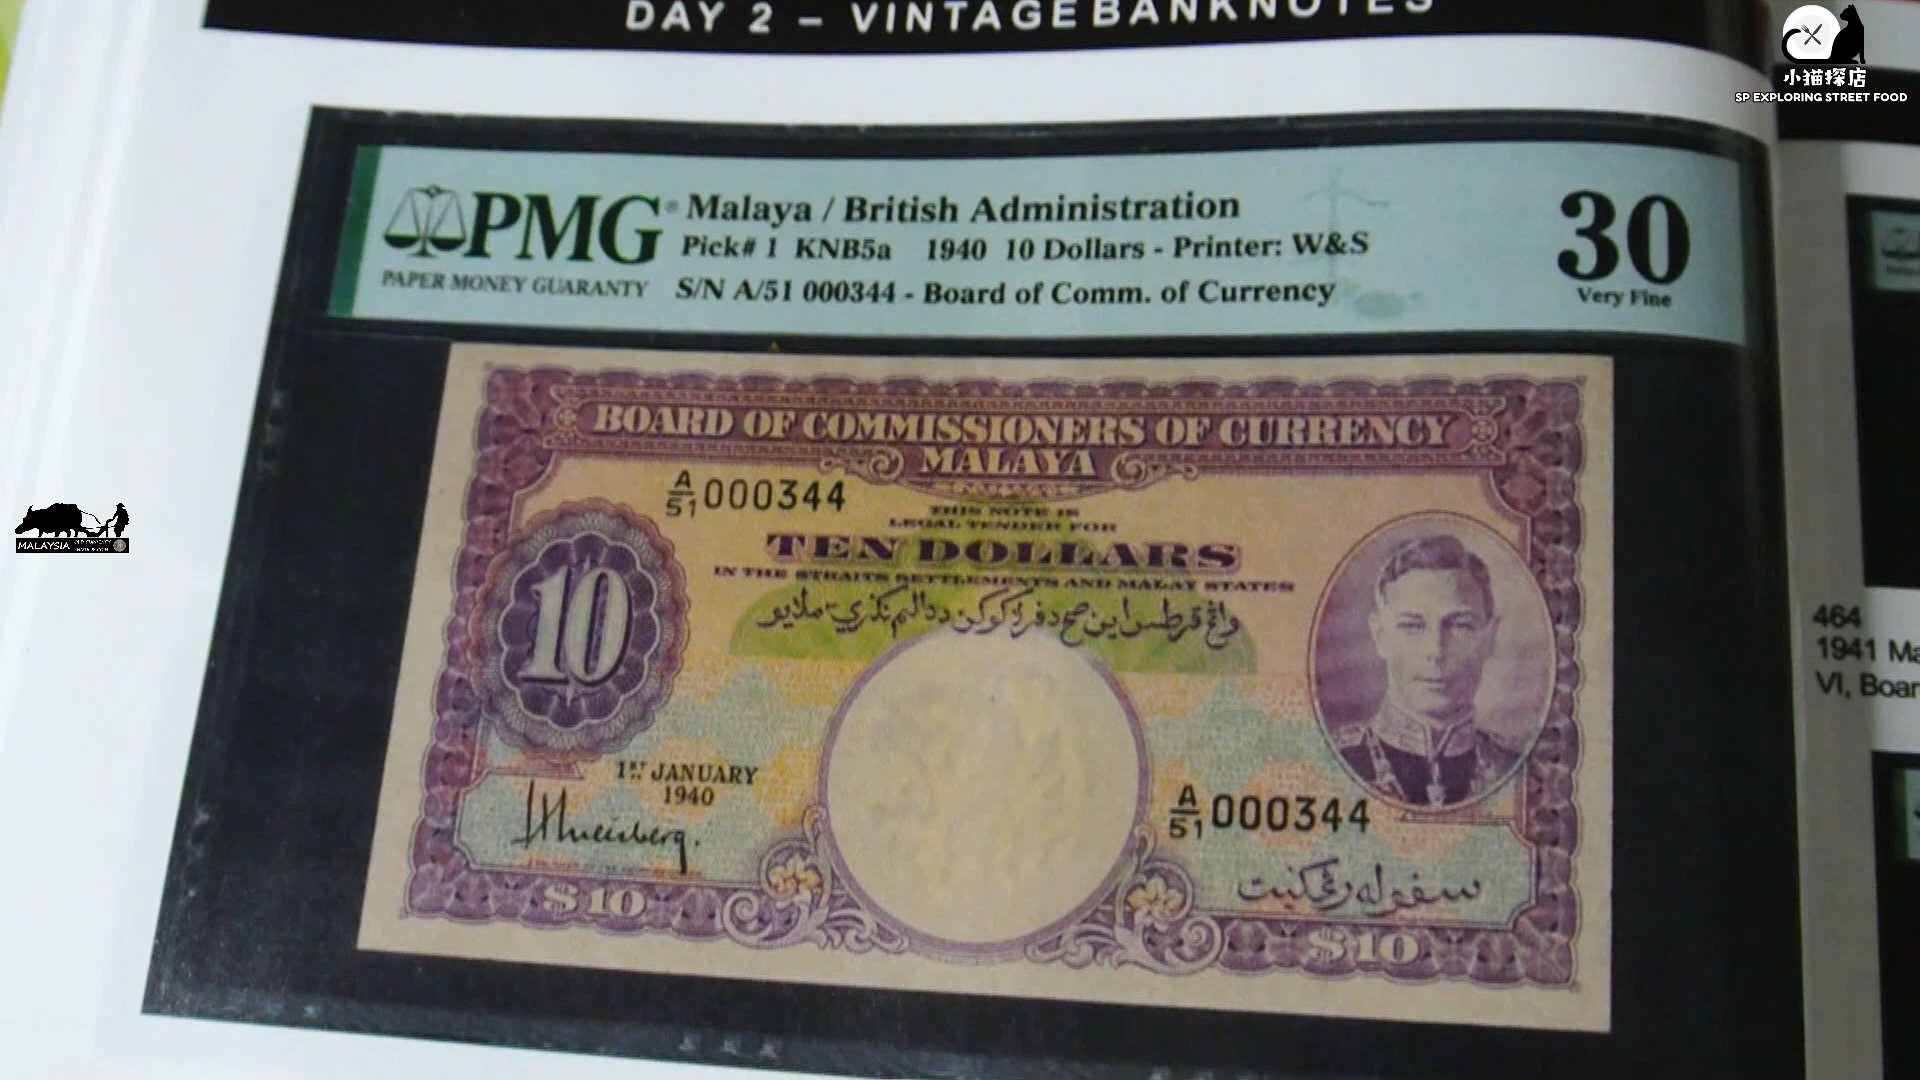 DAY 2 – VINTAGE BANKNOTES
小猫探店
SP EXPLORING STREET FOOD
PMG
PAPER MONEY GUARANTY
Malaya / British Administration
Pick# 1 KNB5a 1940 10 Dollars - Printer: W&S
S/N A/51 000344 - Board of Comm. of Currency
30
Very Fine
BOARD OF COMMISSIONERS OF CURRENCY
MALAYA
A/51 000344
THIS NOTE IS
LEGAL TENDER FOR
TEN DOLLARS
IN THE STRAITS SETTLEMENTS AND MALAY STATES
10
1ST JANUARY
1940
A/51 000344
سڤوله رڠݢيت
$10
$10
MALAYSIA
464
1941 Ma
VI, Boar